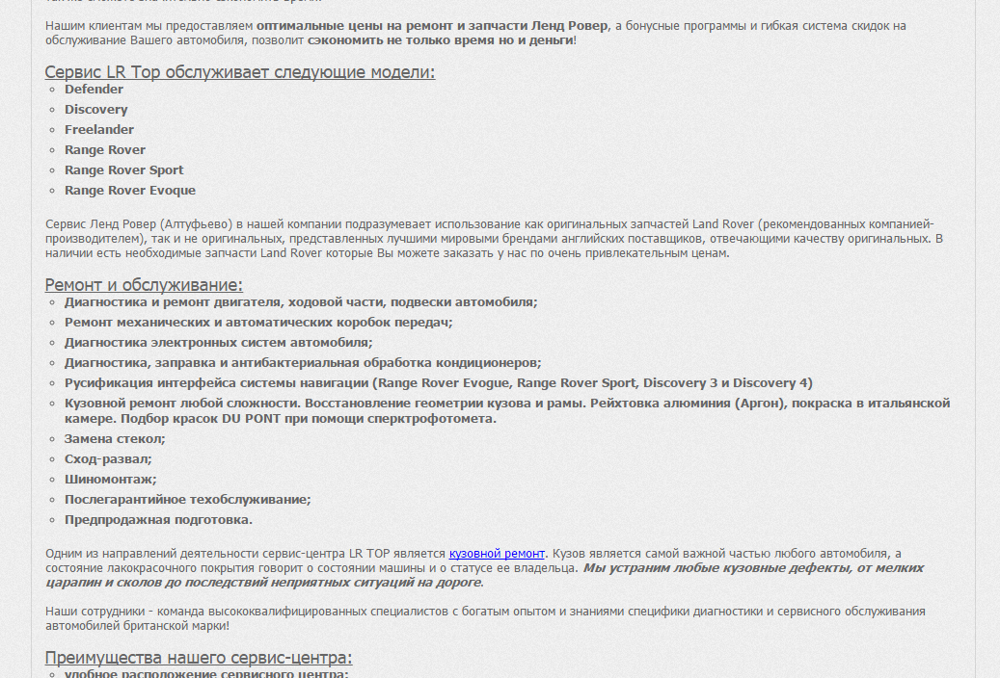 Нашим клиентам мы предоставляем оптимальные цены на ремонт и запчасти Ленд Ровер, а бонусные программы и гибкая система скидок на
обслуживание Вашего автомобиля, позволит сэкономить не только время но и деньги!
Сервис LR Top обслуживает следующие модели:
Defender
Discovery
Freelander
Range Rover
Range Rover Sport
Range Rover Evoque
Сервис Ленд Ровер (Алтуфьево) в нашей компании подразумевает использование как оригинальных запчастей Land Rover (рекомендованных компанией-
производителем), так и не оригинальных, представленных лучшими мировыми брендами английских поставщиков, отвечающими качеству оригинальных. В
наличии есть необходимые запчасти Land Rover которые Вы можете заказать у нас по очень привлекательным ценам.
Ремонт и обслуживание:
Диагностика и ремонт двигателя, ходовой части, подвески автомобиля;
Ремонт механических и автоматических коробок передач;
Диагностика электронных систем автомобиля;
Диагностика, заправка и антибактериальная обработка кондиционеров;
Русификация интерфейса системы навигации (Range Rover Evoque, Range Rover Sport, Discovery 3 и Discovery 4)
Кузовной ремонт любой сложности. Восстановление геометрии кузова и рамы. Рейхтовка алюминия (Аргон), покраска в итальянской
камере. Подбор красок DU PONT при помощи сперктрофотомета.
Замена стекол;
Сход-развал;
Шиномонтаж;
Послегарантийное техобслуживание;
Предпродажная подготовка.
Одним из направлений деятельности сервис-центра LR TOP является кузовной ремонт. Кузов является самой важной частью любого автомобиля, а
состояние лакокрасочного покрытия говорит о состоянии машины и о статусе ее владельца. Мы устраним любые кузовные дефекты, от мелких
царапин и сколов до последствий неприятных ситуаций на дороге.
Наши сотрудники - команда высококвалифицированных специалистов с богатым опытом и знаниями специфики диагностики и сервисного обслуживания
автомобилей британской марки!
Преимущества нашего сервис-центра:
удобное расположение сервисного центра;